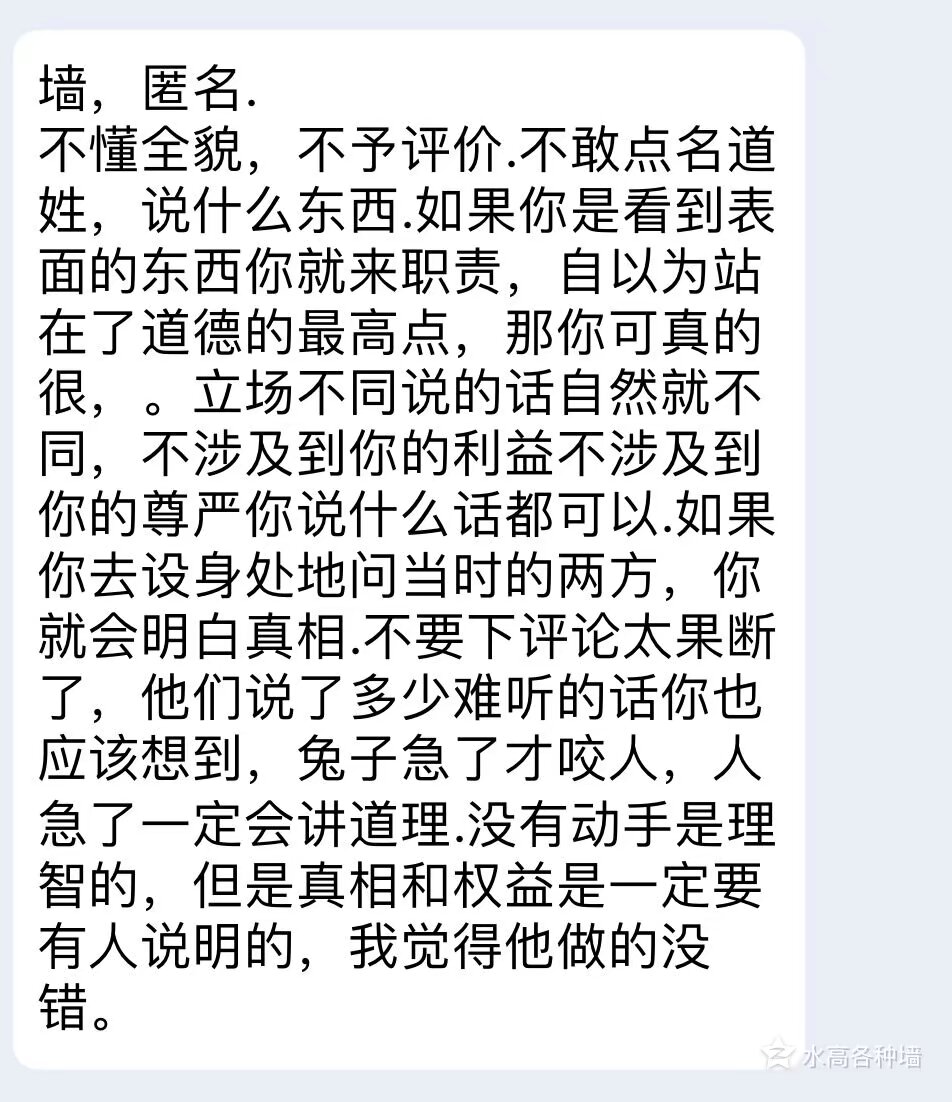 墙，匿名.
不懂全貌，不予评价.不敢点名道
姓，说什么东西.如果你是看到表
面的东西你就来职责，自以为站
在了道德的最高点，那你可真的
很，。立场不同说的话自然就不
同，不涉及到你的利益不涉及到
你的尊严你说什么话都可以.如果
你去设身处地问当时的两方，你
就会明白真相.不要下评论太果断
了，他们说了多少难听的话你也
应该想到，兔子急了才咬人，人
急了一定会讲道理.没有动手是理
智的，但是真相和权益是一定要
有人说明的，我觉得他做的没
错。
水高各种墙